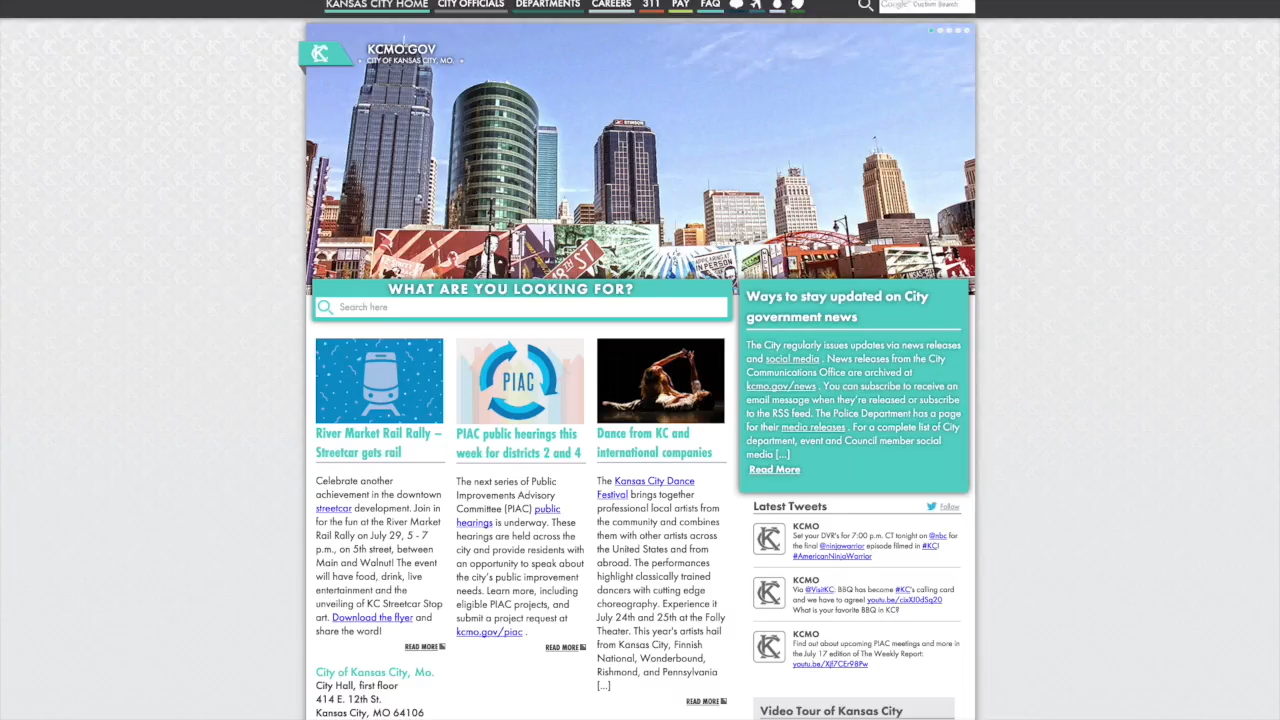 KANSAS CITY HOME CITY OFFICIALS DEPARTMENTS CAREERS 311 PAY FAQ
Google Custom Search
KC
KCMO.GOV
CITY OF KANSAS CITY, MO.
STINSON
18TH ST
IN PERSON
WHAT ARE YOU LOOKING FOR?
Search here
PIAC
River Market Rail Rally –
Streetcar gets rail
Celebrate another
achievement in the downtown
streetcar development. Join in
for the fun at the River Market
Rail Rally on July 29, 5 - 7
p.m., on 5th street, between
Main and Walnut! The event
will have food, drink, live
entertainment and the
unveiling of KC Streetcar Stop
art. Download the flyer and
share the word!
READ MORE
City of Kansas City, Mo.
City Hall, first floor
414 E. 12th St.
Kansas City, MO 64106
PIAC public hearings this
week for districts 2 and 4
The next series of Public
Improvements Advisory
Committee (PIAC) public
hearings is underway. These
hearings are held across the
city and provide residents with
an opportunity to speak about
the city's public improvement
needs. Learn more, including
eligible PIAC projects, and
submit a project request at
kcmo.gov/piac .
READ MORE
Dance from KC and
international companies
The Kansas City Dance
Festival brings together
professional local artists from
the community and combines
them with other artists across
the United States and from
abroad. The performances
highlight classically trained
dancers with cutting edge
choreography. Experience it
July 24th and 25th at the Folly
Theater. This year's artists hail
from Kansas City, Finnish
National, Wonderbound,
Richmond, and Pennsylvania
[...]
READ MORE
Ways to stay updated on City
government news
The City regularly issues updates via news releases
and social media . News releases from the City
Communications Office are archived at
kcmo.gov/news . You can subscribe to receive an
email message when they're released or subscribe
to the RSS feed. The Police Department has a page
for their media releases . For a complete list of City
department, event and Council member social
media [...]
Read More
Latest Tweets Follow
KCMO
Set your DVR's for 7:00 p.m. CT tonight on @nbc for
the final @ninjawarrior episode filmed in #KC!
#AmericanNinjaWarrior
KCMO
Via @VisitKC: BBQ has become #KC's calling card
and we have to agree! youtu.be/cixXJ0dSq20
What is your favorite BBQ in KC?
KCMO
Find out about upcoming PIAC meetings and more in
the July 17 edition of The Weekly Report:
youtu.be/XJf7CEr98Pw
Video Tour of Kansas City